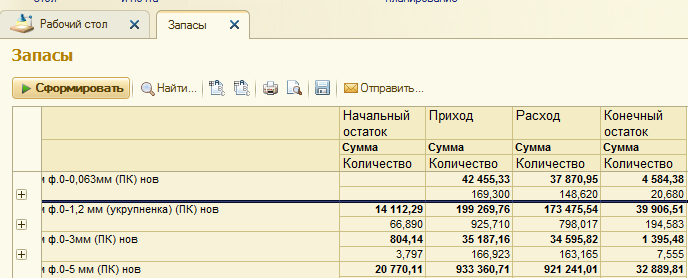 планирование
Рабочий стол Запасы
Запасы
Сформировать Найти... Отправить...
Начальный остаток Приход Расход Конечный остаток
Сумма Сумма Сумма Сумма
Количество Количество Количество Количество
м ф.0-0,063мм (ПК) нов 42 455,33 37 870,95 4 584,38
169,300 148,620 20,680
м ф.0-1,2 мм (укрупненка) (ПК) нов 14 112,29 199 269,76 173 475,54 39 906,51
66,890 925,710 798,017 194,583
м ф.0-3мм (ПК) нов 804,14 35 187,16 34 595,82 1 395,48
3,797 166,923 163,165 7,555
м ф.0-5 мм (ПК) нов 20 770,11 933 360,71 921 241,01 32 889,81